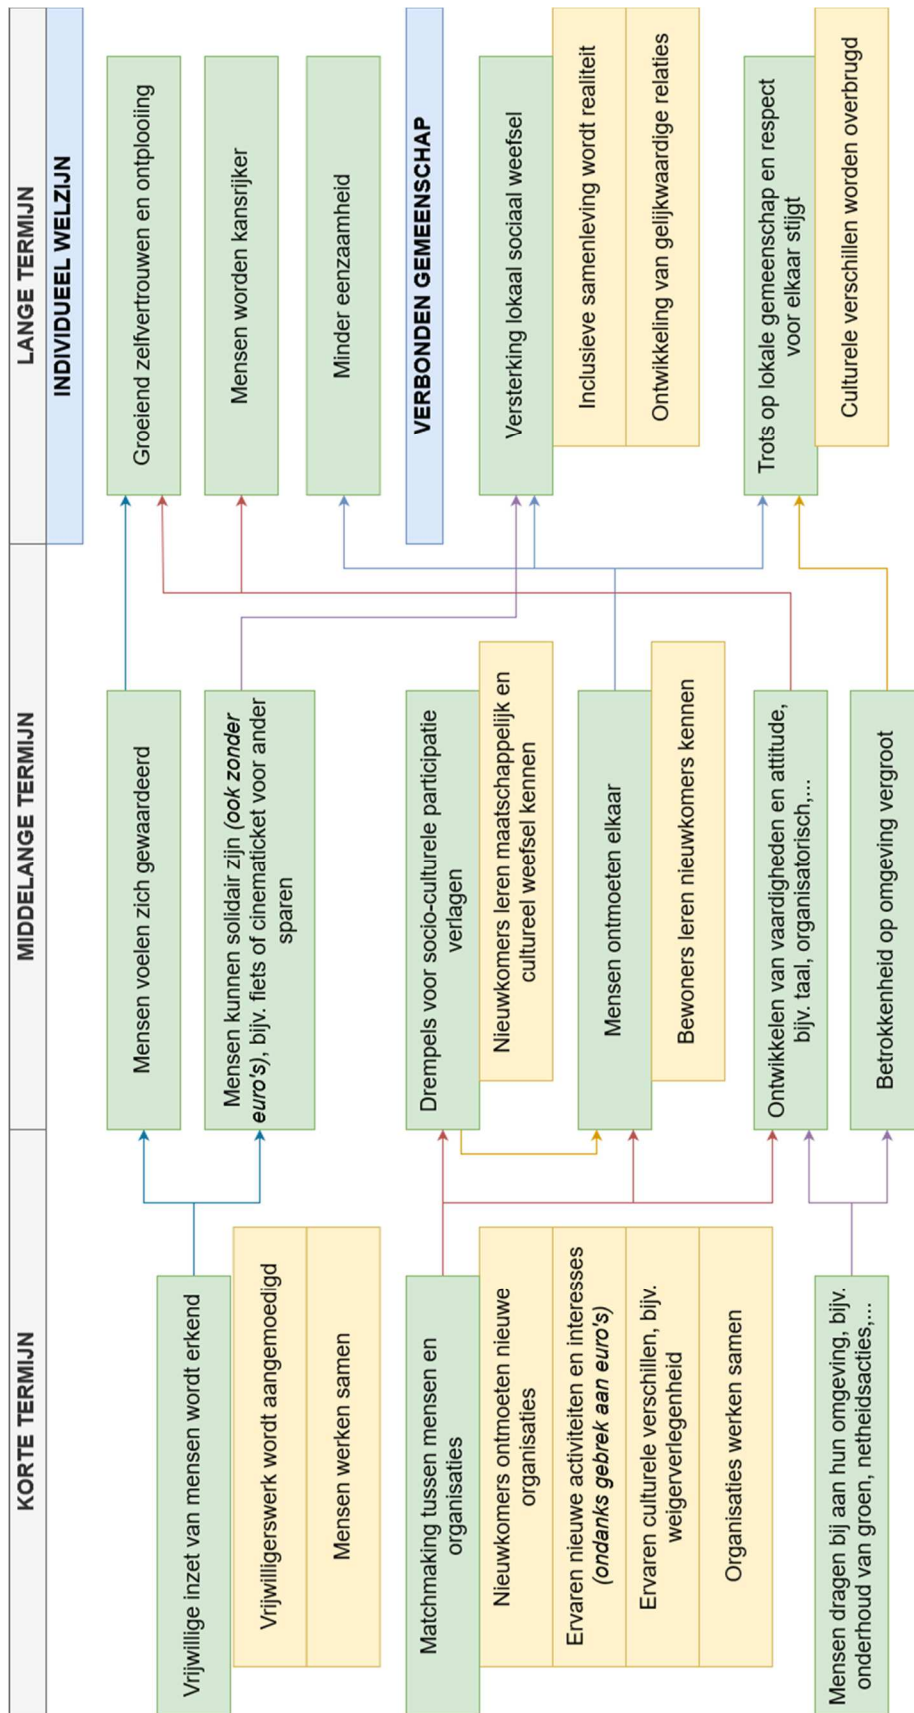 KORTE TERMIJN
Vrijwillige inzet van mensen wordt erkend
Vrijwilligerswerk wordt aangemoedigd
Mensen werken samen
Matchmaking tussen mensen en
organisaties
Nieuwkomers ontmoeten nieuwe
organisaties
Ervaren nieuwe activiteiten en interesses
(ondanks gebrek aan euro's)
Ervaren culturele verschillen, bijv.
weigerverlegenheid
Organisaties werken samen
Mensen dragen bij aan hun omgeving, bijv.
onderhoud van groen, netheidsacties,...
MIDDELANGE TERMIJN
Mensen voelen zich gewaardeerd
Mensen kunnen solidair zijn (ook zonder
euro's), bijv. fiets of cinematicket voor ander
sparen
Drempels voor socio-culturele participatie
verlagen
Nieuwkomers leren maatschappelijk en
cultureel weefsel kennen
Mensen ontmoeten elkaar
Bewoners leren nieuwkomers kennen
Ontwikkelen van vaardigheden en attitude,
bijv. taal, organisatorisch,...
Betrokkenheid op omgeving vergroot
LANGE TERMIJN
INDIVIDUEEL WELZIJN
Groeiend zelfvertrouwen en ontplooiing
Mensen worden kansrijker
Minder eenzaamheid
VERBONDEN GEMEENSCHAP
Versterking lokaal sociaal weefsel
Inclusieve samenleving wordt realiteit
Ontwikkeling van gelijkwaardige relaties
Trots op lokale gemeenschap en respect
voor elkaar stijgt
Culturele verschillen worden overbrugd